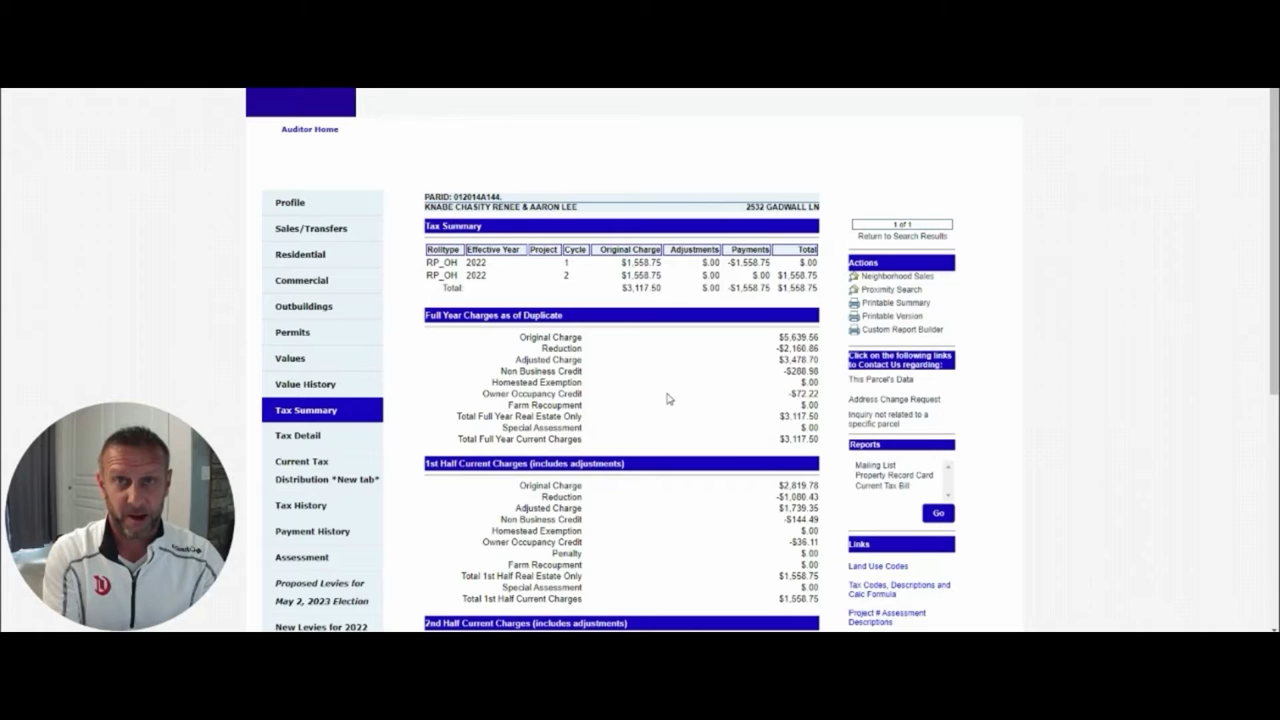 Auditor Home
Profile
Sales/Transfers
Residential
Commercial
Outbuildings
Permits
Values
Value History
Tax Summary
Tax Detail
Current Tax
Distribution *New tab*
Tax History
Payment History
Assessment
Proposed Levies for
May 2, 2023 Election
New Levies for 2022
PARID: 012014A144.
KNABE CHASITY RENEE & AARON LEE 2532 GADWALL LN
Tax Summary
Rolltype Effective Year Project Cycle Original Charge Adjustments Payments Total
RP_OH 2022 1 $1,558.75 $.00 -$1,558.75 $.00
RP_OH 2022 2 $1,558.75 $.00 $.00 $1,558.75
Total: $3,117.50 $.00 -$1,558.75 $1,558.75
Full Year Charges as of Duplicate
Original Charge $5,639.56
Reduction -$2,160.86
Adjusted Charge $3,478.70
Non Business Credit -$288.98
Homestead Exemption $.00
Owner Occupancy Credit -$72.22
Farm Recoupment $.00
Total Full Year Real Estate Only $3,117.50
Special Assessment $.00
Total Full Year Current Charges $3,117.50
1st Half Current Charges (includes adjustments)
Original Charge $2,819.78
Reduction -$1,080.43
Adjusted Charge $1,739.35
Non Business Credit -$144.49
Homestead Exemption $.00
Owner Occupancy Credit -$36.11
Penalty $.00
Farm Recoupment $.00
Total 1st Half Real Estate Only $1,558.75
Special Assessment $.00
Total 1st Half Current Charges $1,558.75
2nd Half Current Charges (includes adjustments)
1 of 1
Return to Search Results
Actions
Neighborhood Sales
Proximity Search
Printable Summary
Printable Version
Custom Report Builder
Click on the following links
to Contact Us regarding:
This Parcel's Data
Address Change Request
Inquiry not related to a
specific parcel
Reports
Mailing List
Property Record Card
Current Tax Bill
Go
Links
Land Use Codes
Tax Codes, Descriptions and
Calc Formula
Project # Assessment
Descriptions